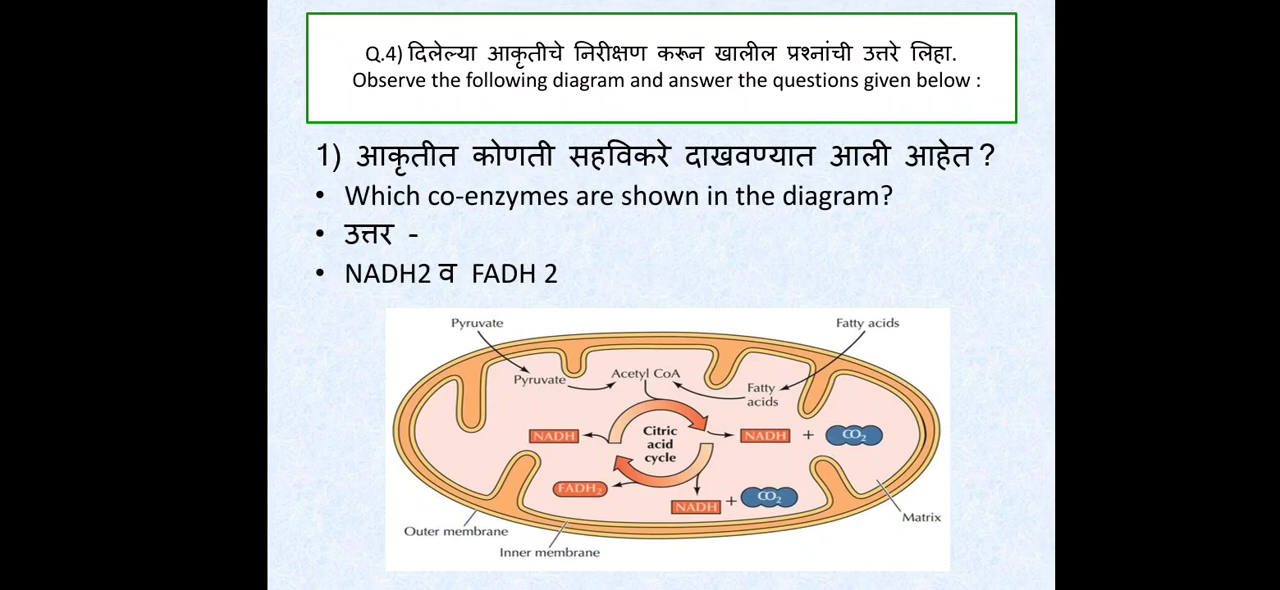 Q.4) दिलेल्या आकृतीचे निरीक्षण करून खालील प्रश्नांची उत्तरे लिहा.
Observe the following diagram and answer the questions given below :
1) आकृतीत कोणती सहविकरे दाखवण्यात आली आहेत ?
• Which co-enzymes are shown in the diagram?
• उत्तर -
• NADH2 व FADH 2
Pyruvate
Fatty acids
Pyruvate
Acetyl CoA
Fatty
acids
NADH
Citric
acid
cycle
NADH + CO2
FADH2
NADH + CO2
Matrix
Outer membrane
Inner membrane